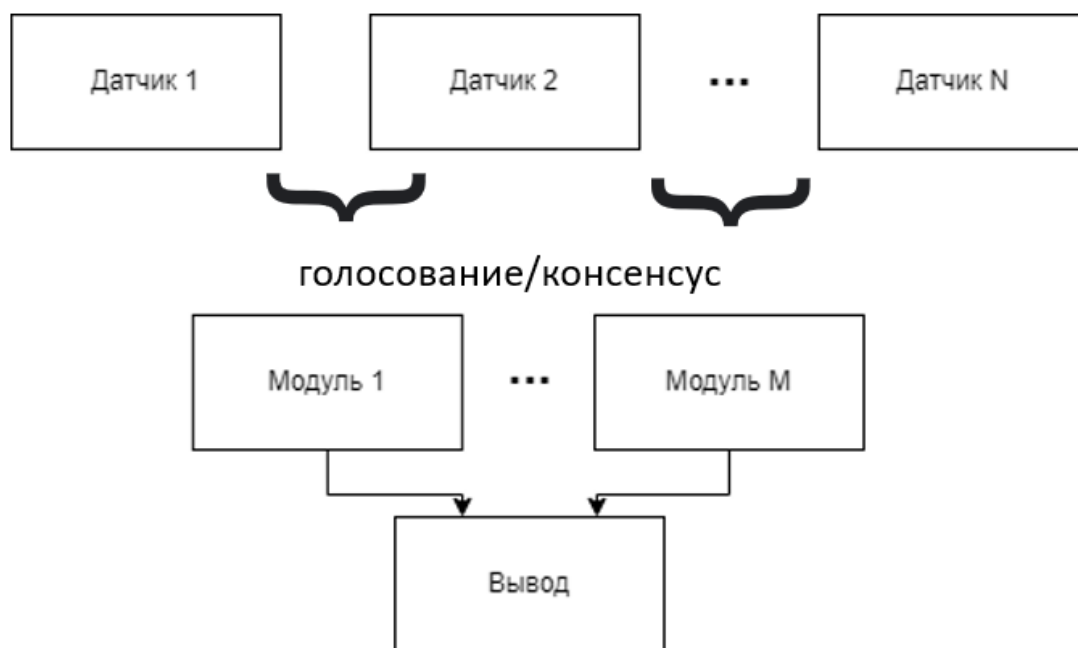 Датчик 1 Датчик 2 ... Датчик N
голосование/консенсус
Модуль 1 ... Модуль M
Вывод